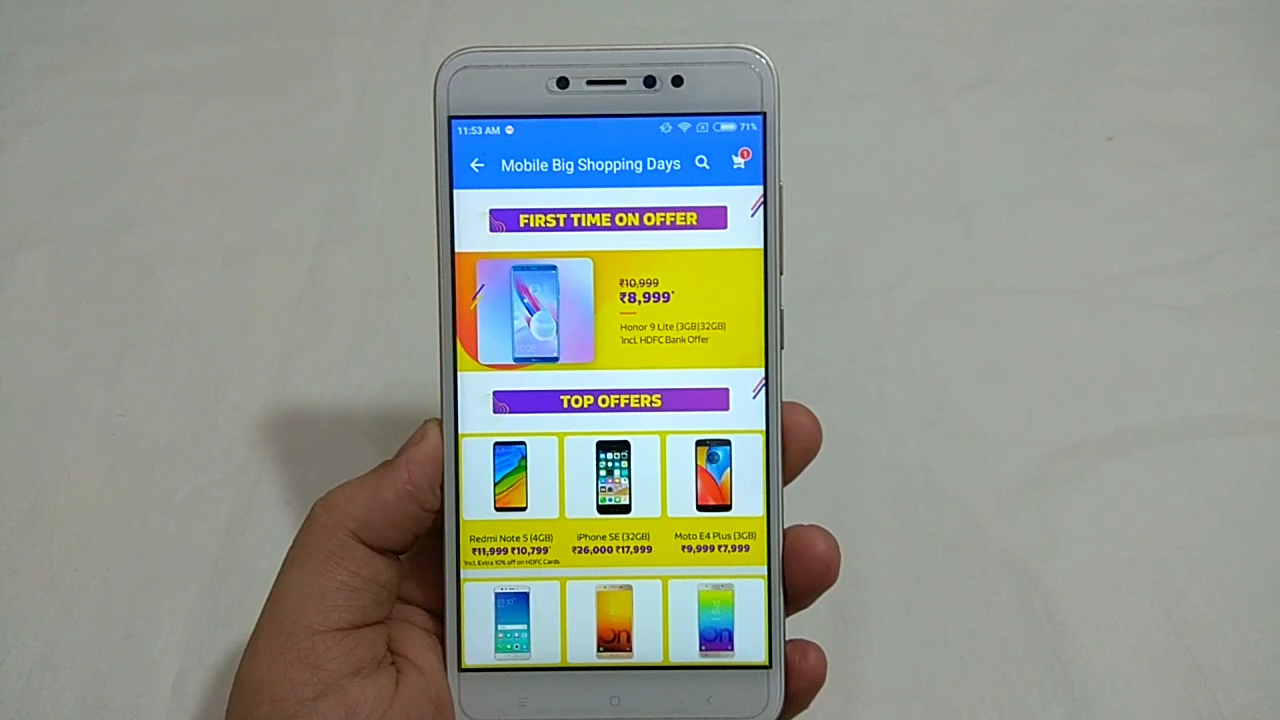 11:53 AM 71%
Mobile Big Shopping Days 1
FIRST TIME ON OFFER
₹10,999
₹8,999*
Honor 9 Lite (3GB|32GB)
*Incl. HDFC Bank Offer
TOP OFFERS
Redmi Note 5 (4GB)
₹11,999 ₹10,799*
*Incl. Extra 10% off on HDFC Cards
iPhone SE (32GB)
₹26,000 ₹17,999
Moto E4 Plus (3GB)
₹9,999 ₹7,999
On
On